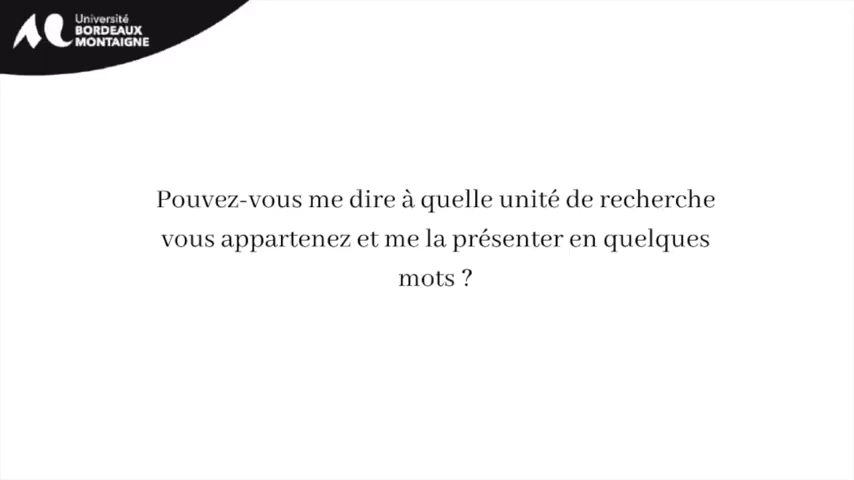 Université
BORDEAUX
MONTAIGNE
Pouvez-vous me dire à quelle unité de recherche
vous appartenez et me la présenter en quelques
mots ?